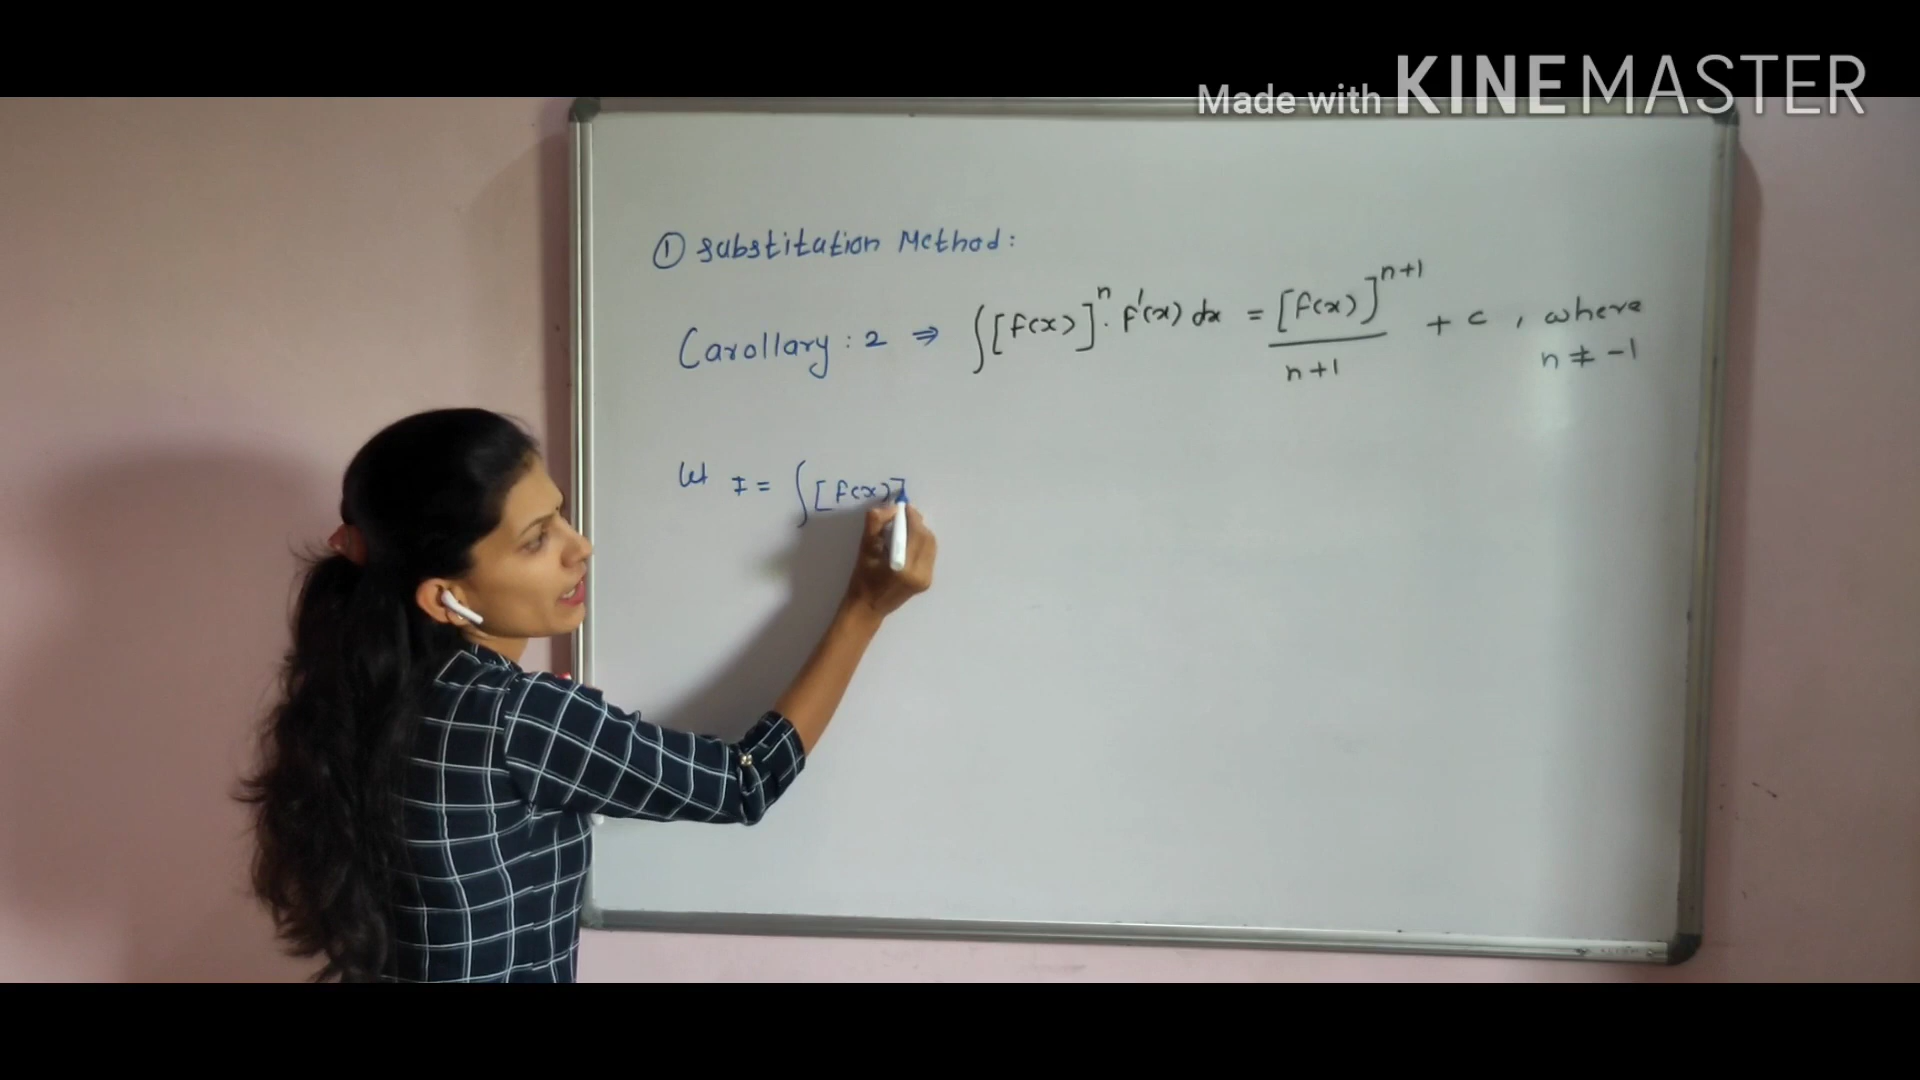 Made with KINEMASTER
① Substitution Method:
Carollary : 2 ⇒ ∫[f(x)]ⁿ · f'(x) dx = [f(x)]ⁿ⁺¹ / n+1 + c , where n ≠ -1
let I = ∫[f(x)]